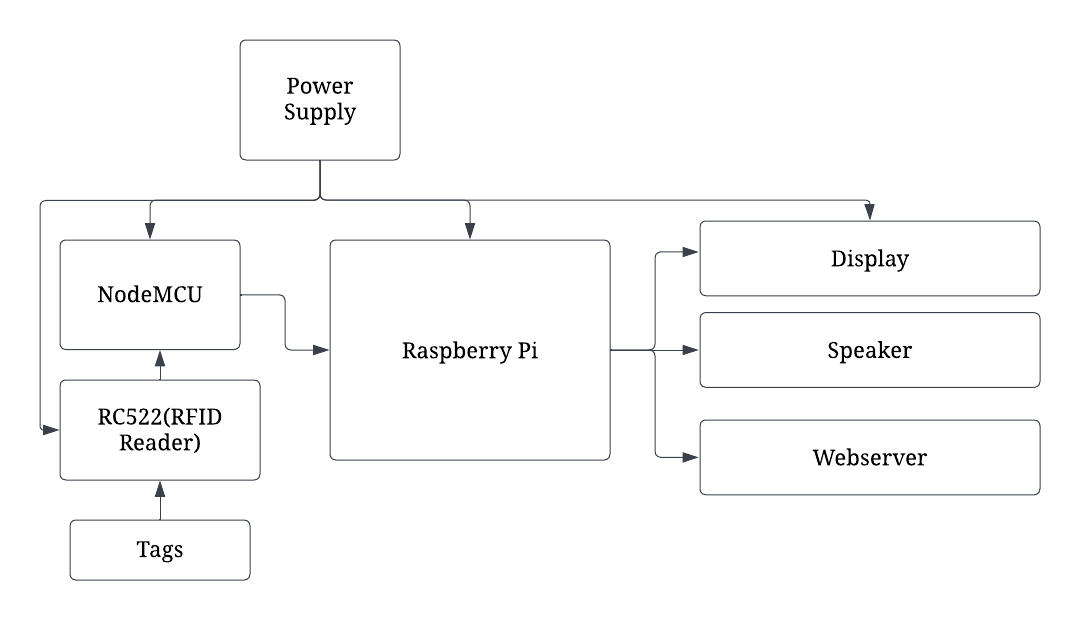 Power
Supply
NodeMCU
Raspberry Pi
Display
Speaker
RC522(RFID
Reader)
Webserver
Tags